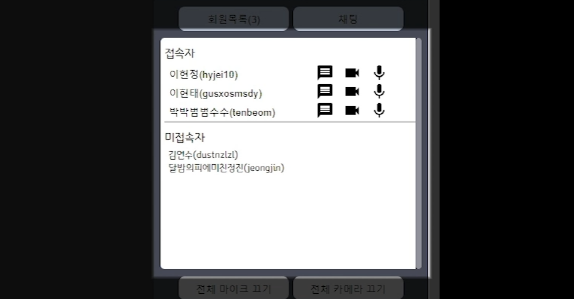 회원목록(3) 채팅
접속자
이현정(hyjei10)
이현태(gusxosmsdy)
박박범범수수(tenbeom)
미접속자
김연수(dustnzlzl)
달밤의피에미친정진(jeongjin)
전체 마이크 끄기 전체 카메라 끄기